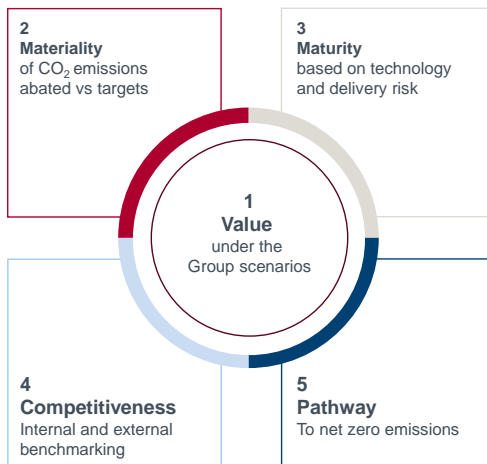 2
Materiality
of CO₂ emissions
abated vs targets
3
Maturity
based on technology
and delivery risk
1
Value
under the
Group scenarios
4
Competitiveness
Internal and external
benchmarking
5
Pathway
To net zero emissions